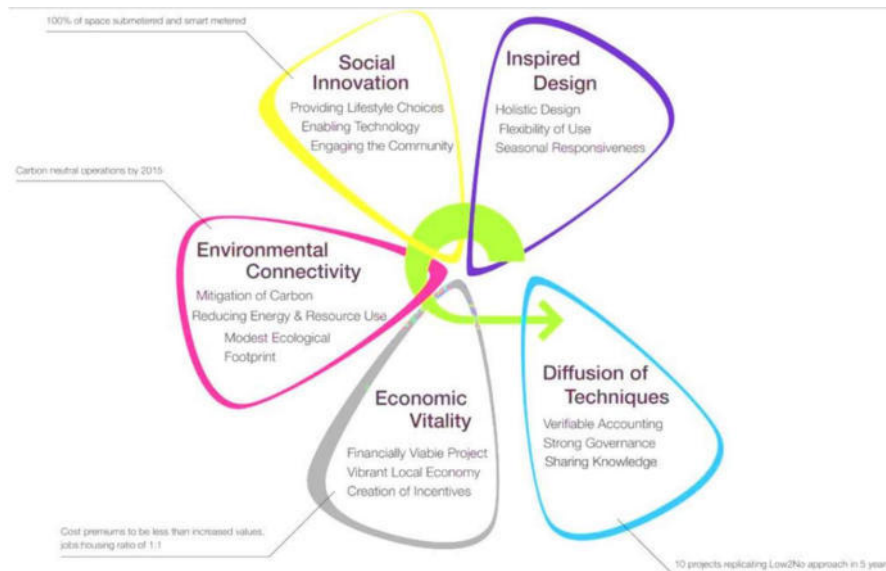 100% of space submetered and smart metered
Social
Innovation
Providing Lifestyle Choices
Enabling Technology
Engaging the Community
Inspired
Design
Holistic Design
Flexibility of Use
Seasonal Responsiveness
Carbon neutral operations by 2015
Environmental
Connectivity
Mitigation of Carbon
Reducing Energy & Resource Use
Modest Ecological
Footprint
Economic
Vitality
Financially Viable Project
Vibrant Local Economy
Creation of Incentives
Diffusion of
Techniques
Verifiable Accounting
Strong Governance
Sharing Knowledge
Cost premiums to be less than increased values,
jobs:housing ratio of 1:1
10 projects replicating Low2No approach in 5 year